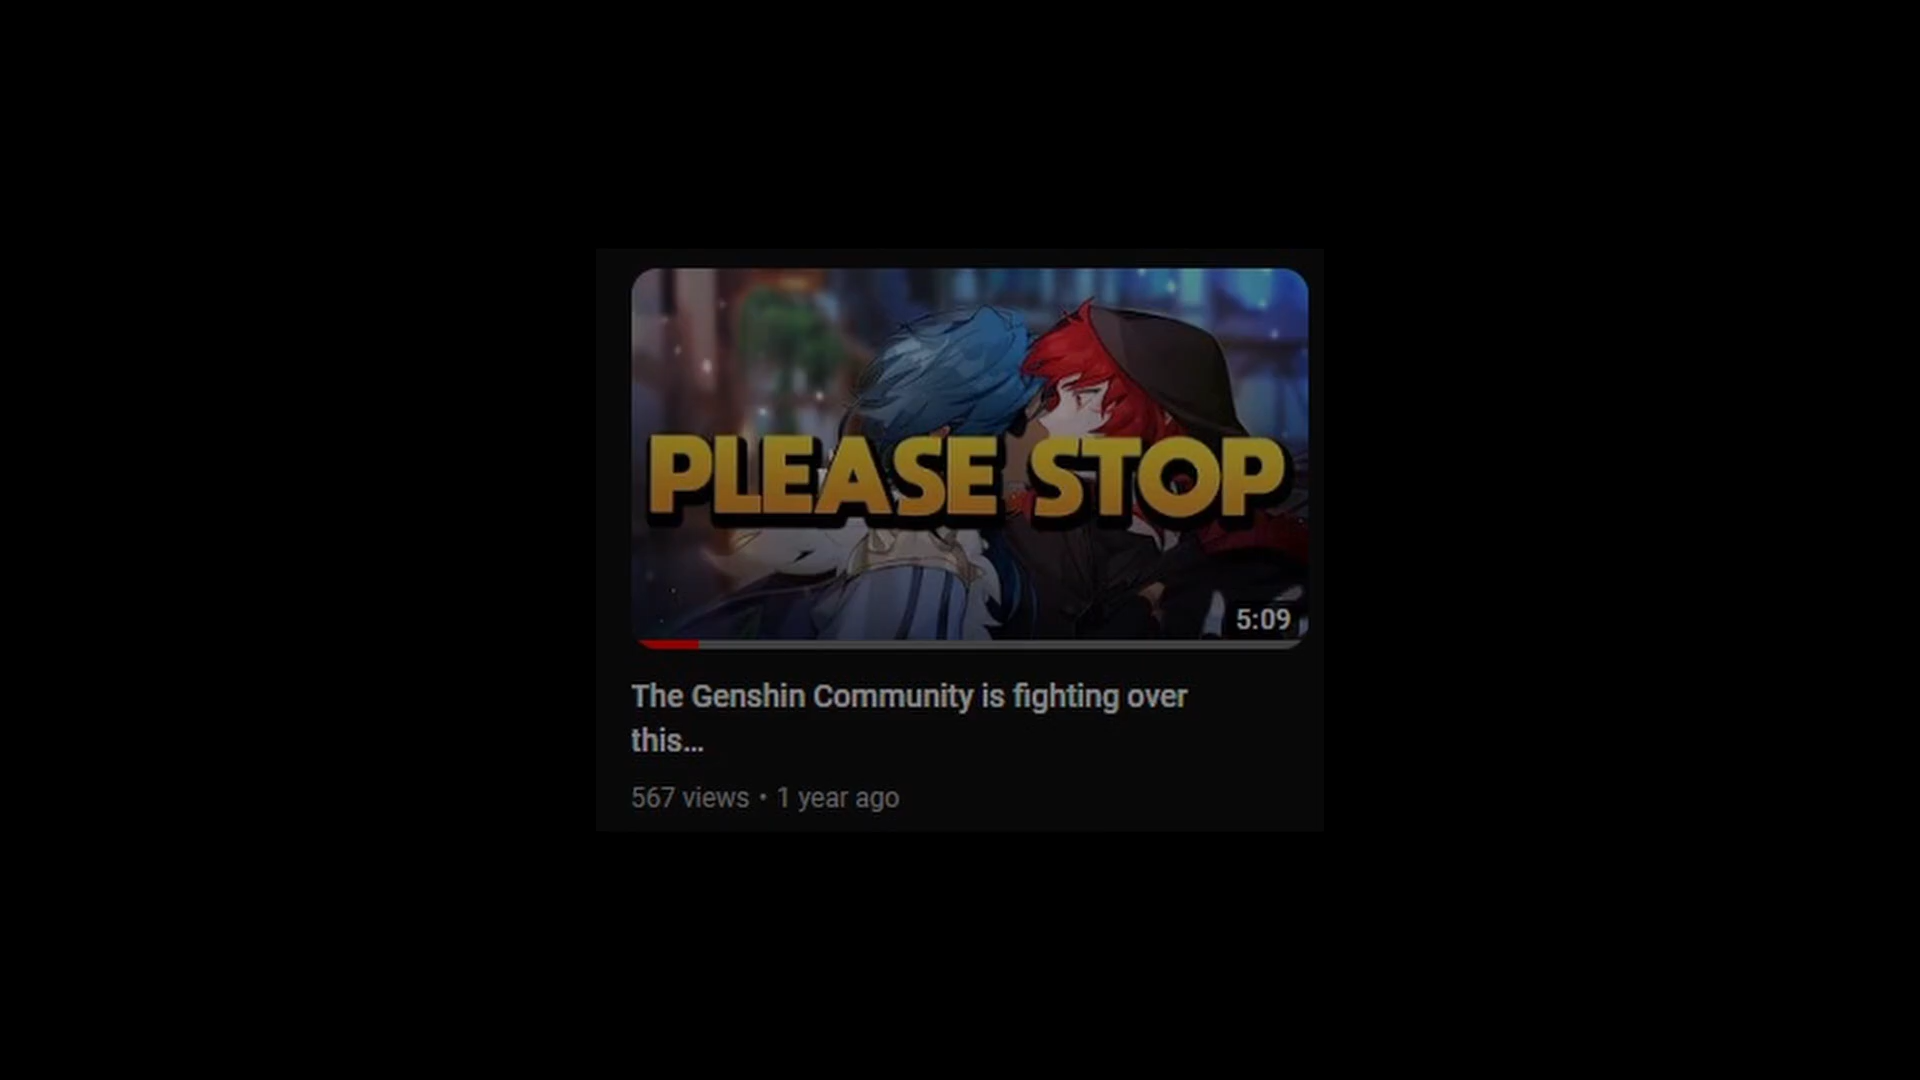 PLEASE STOP
5:09
The Genshin Community is fighting over
this...
567 views • 1 year ago